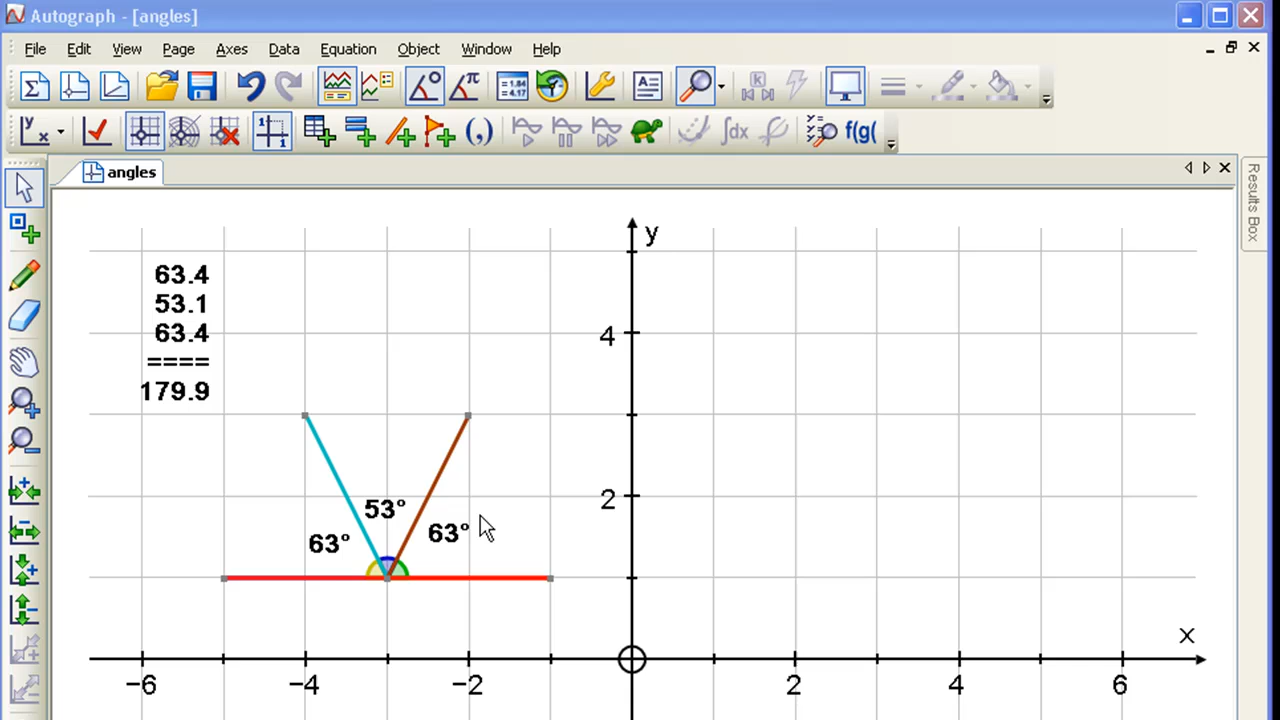 Autograph - [angles]
File Edit View Page Axes Data Equation Object Window Help
angles
Results Box
y
63.4
53.1
63.4
====
179.9
4
53°
2
63°
63°
x
−6 −4 −2 2 4 6